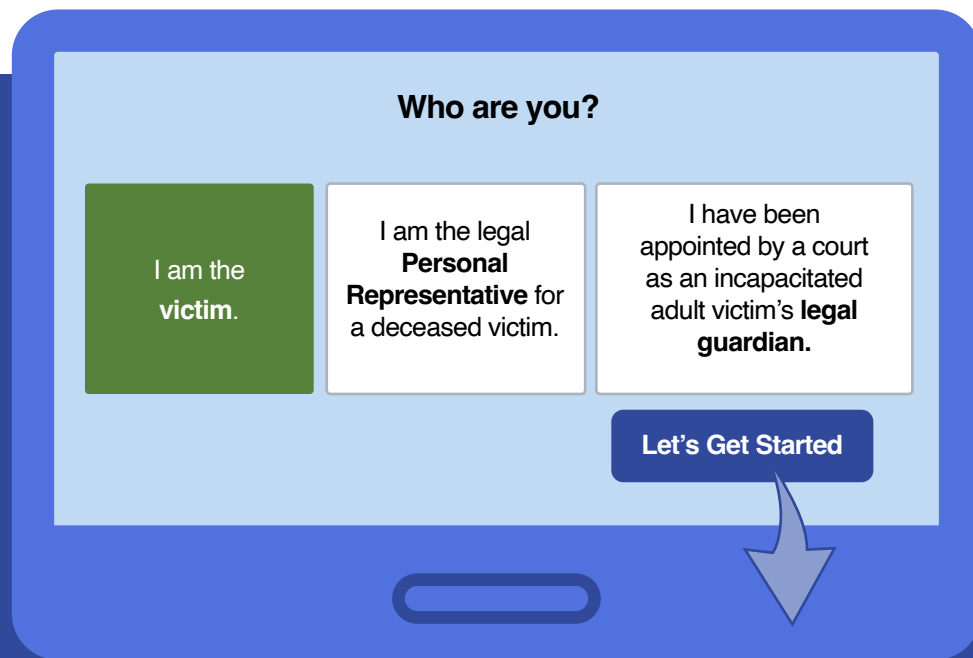 Who are you?
I am the
victim.
I am the legal
Personal
Representative for
a deceased victim.
I have been
appointed by a court
as an incapacitated
adult victim’s legal
guardian.
Let’s Get Started